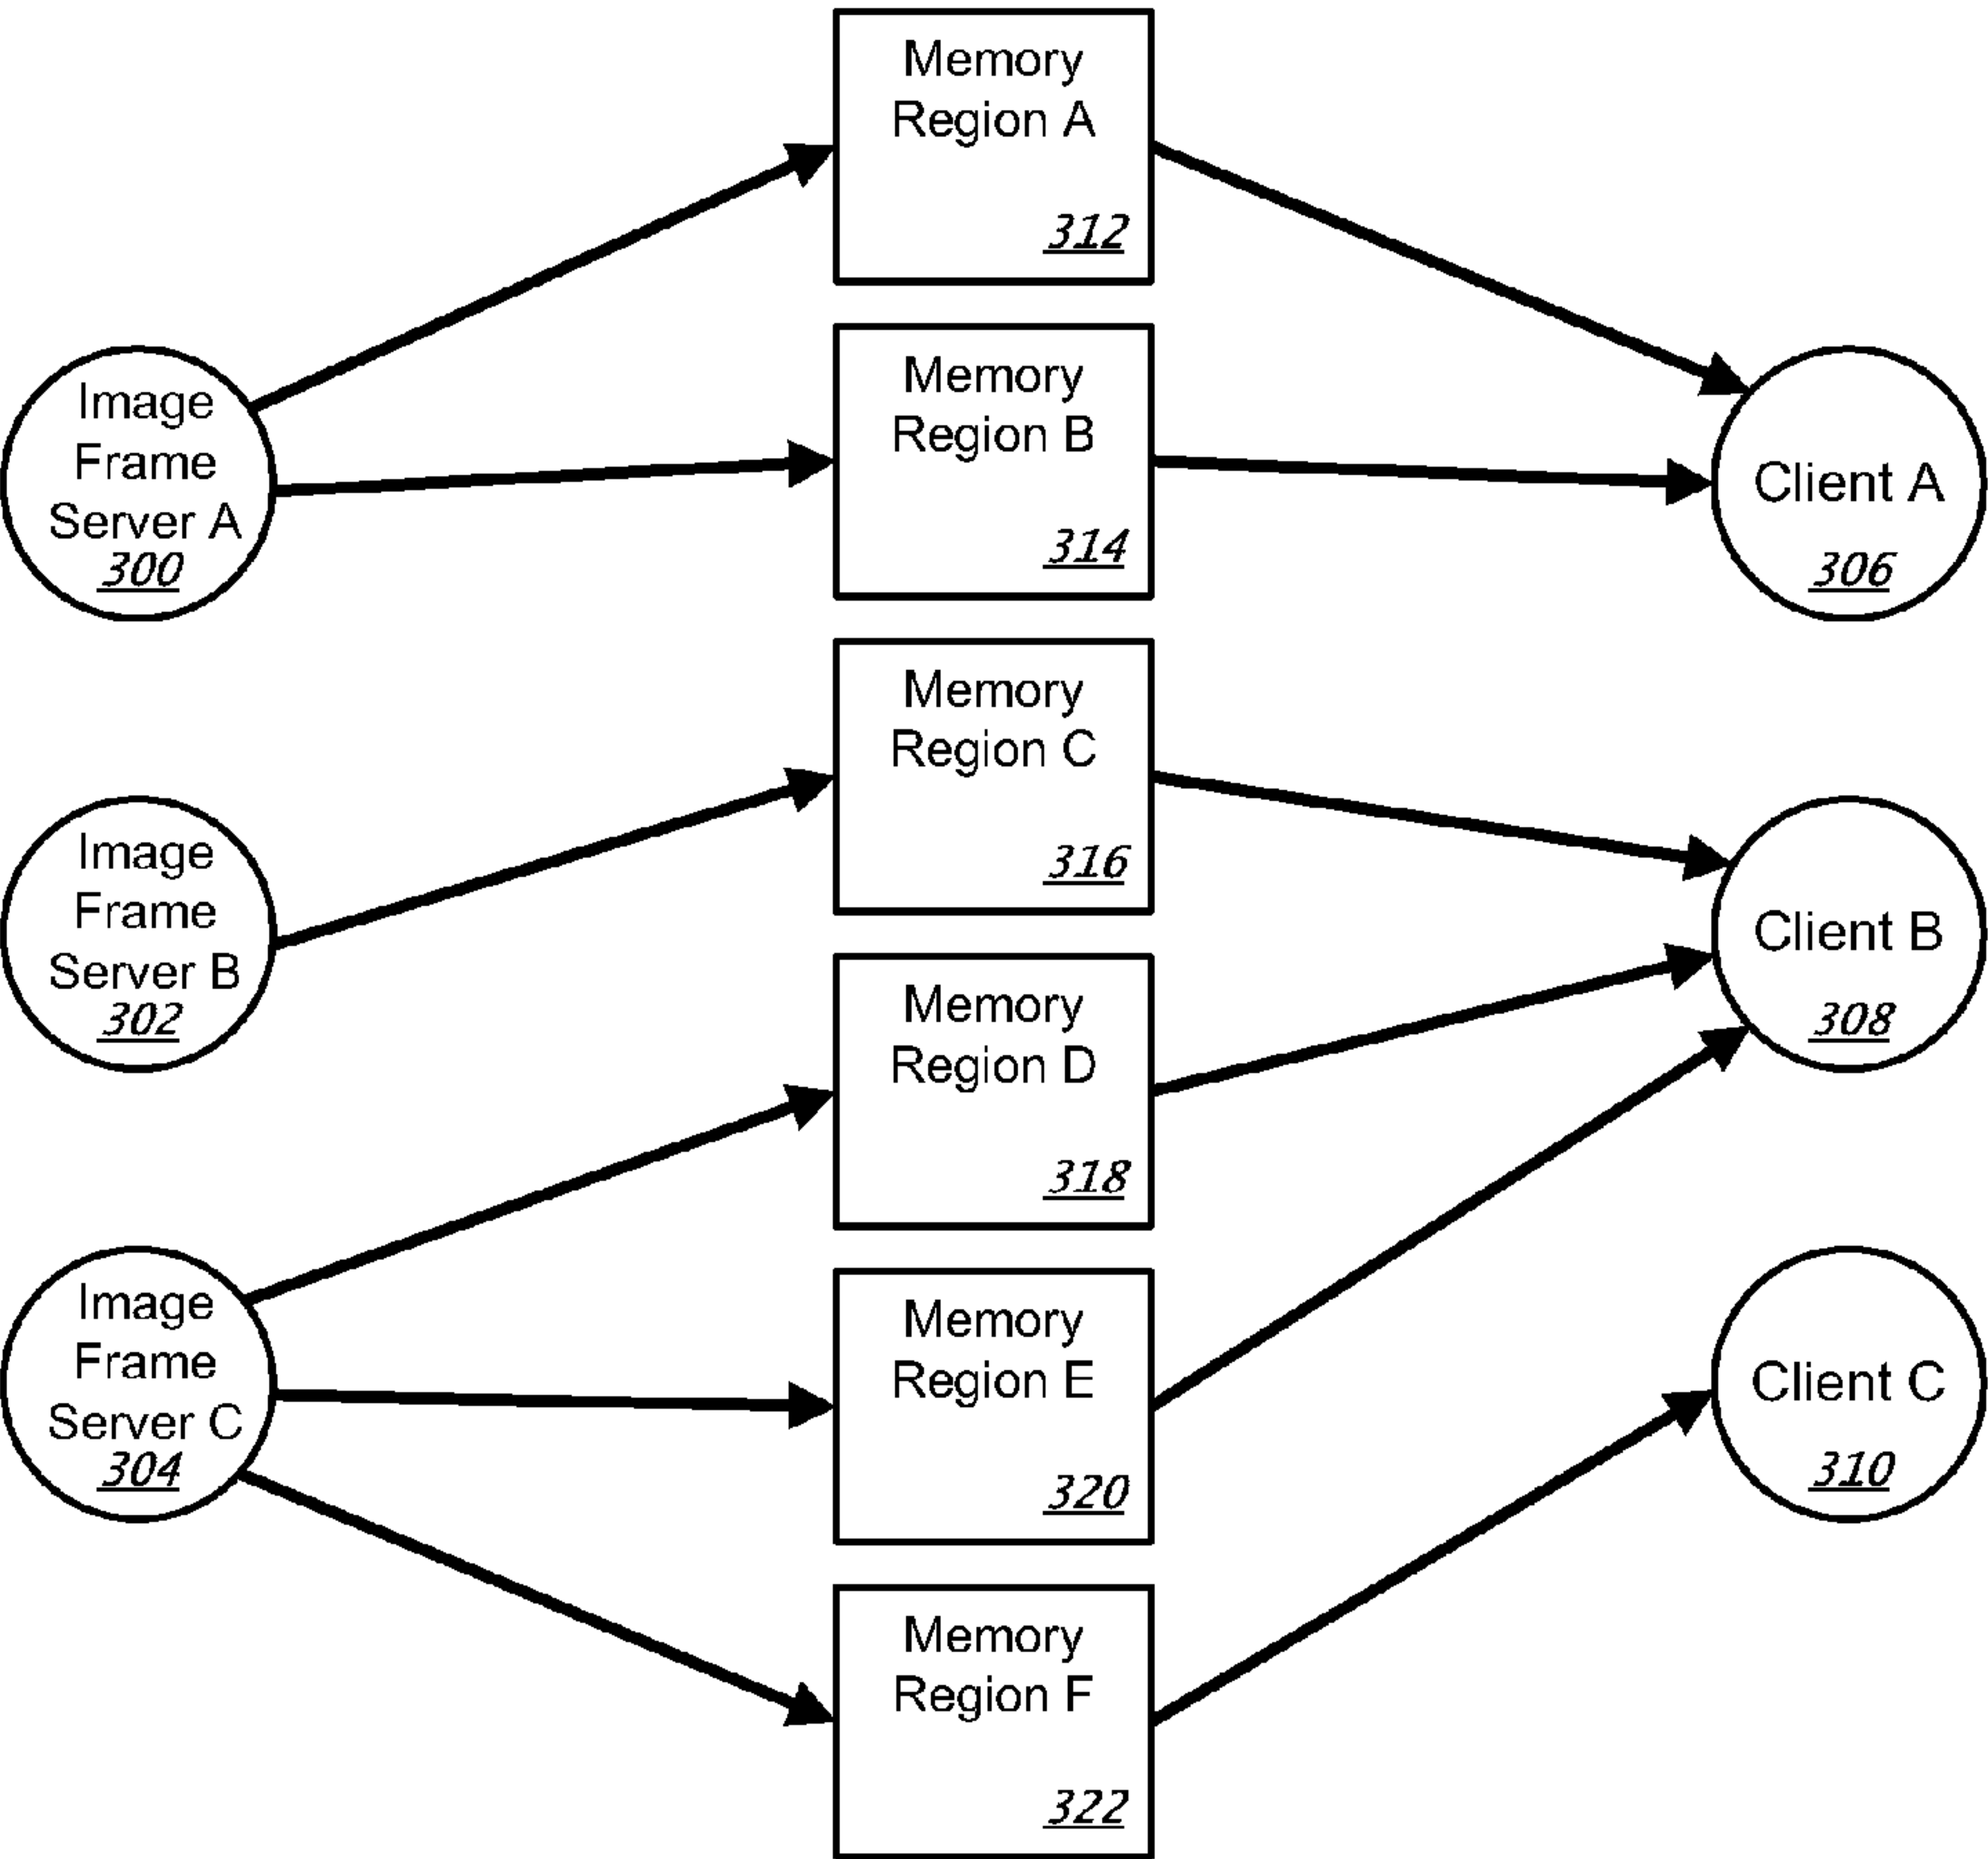 Memory
Region A
312
Memory
Region B
314
Image
Frame
Server A
300
Client A
306
Memory
Region C
316
Image
Frame
Server B
302
Client B
308
Memory
Region D
318
Image
Frame
Server C
304
Memory
Region E
320
Client C
310
Memory
Region F
322